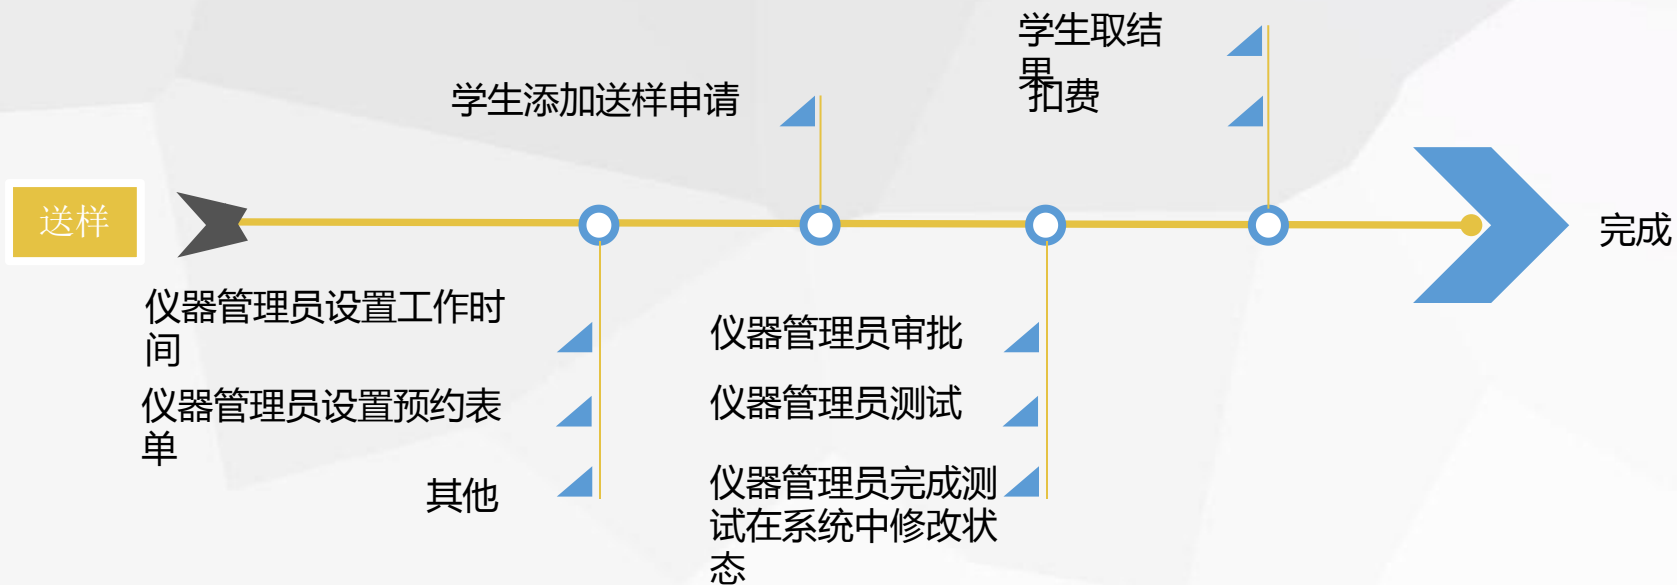 学生取结
果
扣费
学生添加送样申请
送样
完成
仪器管理员设置工作时
间
仪器管理员设置预约表
单
其他
仪器管理员审批
仪器管理员测试
仪器管理员完成测
试在系统中修改状
态